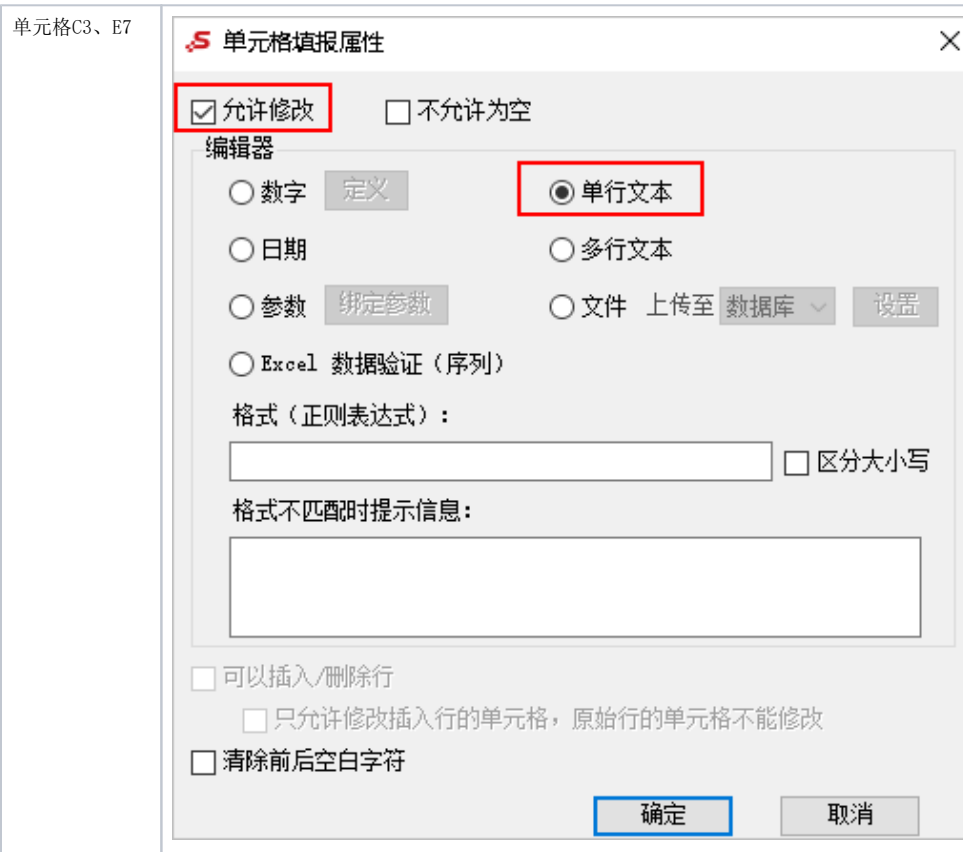 单元格C3、E7
单元格填报属性
允许修改 不允许为空
编辑器
数字 定义 单行文本
日期 多行文本
参数 绑定参数 文件 上传至 数据库 设置
Excel 数据验证（序列）
格式（正则表达式）：
区分大小写
格式不匹配时提示信息：
可以插入/删除行
只允许修改插入行的单元格，原始行的单元格不能修改
清除前后空白字符
确定 取消